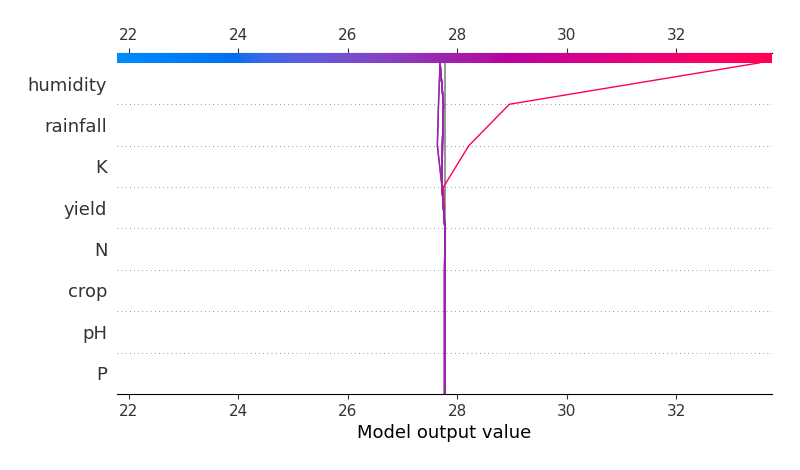 22 24 26 28 30 32
humidity
rainfall
K
yield
N
crop
pH
P
22 24 26 28 30 32
Model output value